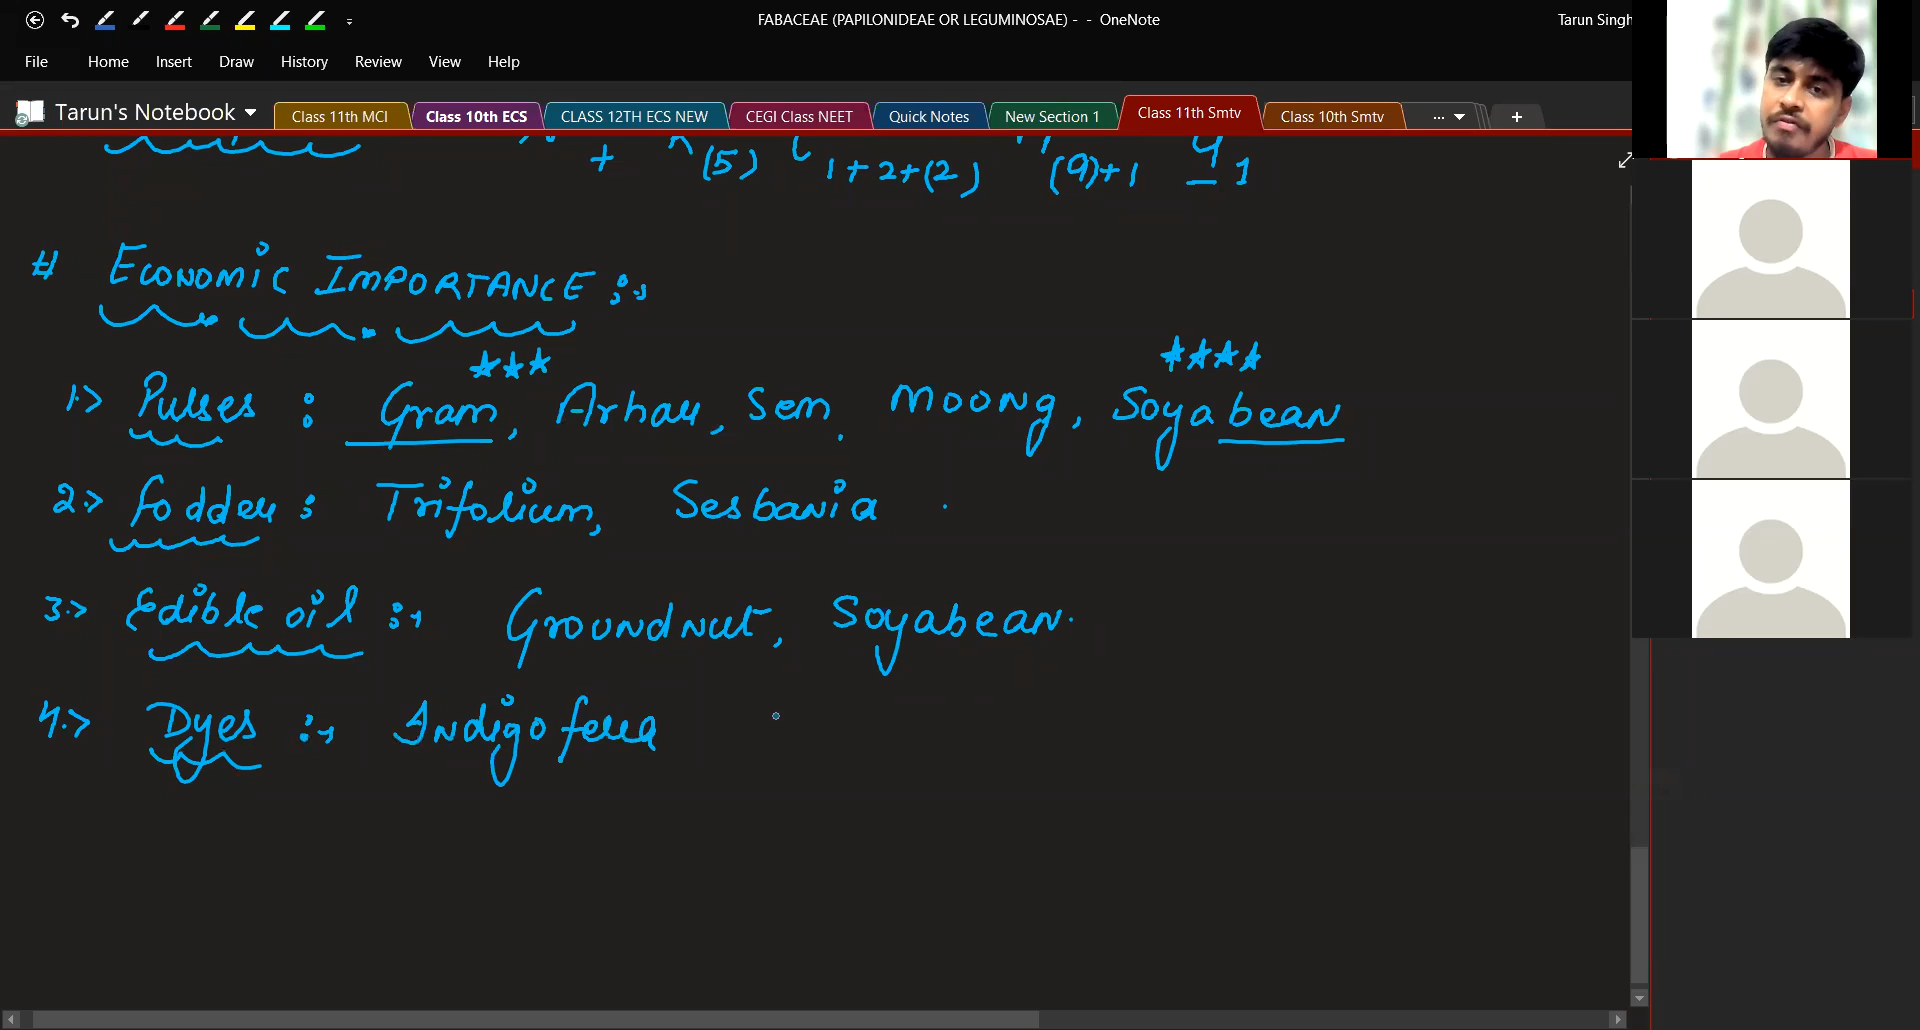 FABACEAE (PAPILONIDEAE OR LEGUMINOSAE) - - OneNote
Tarun Singh
File Home Insert Draw History Review View Help
Tarun's Notebook Class 11th MCI Class 10th ECS CLASS 12TH ECS NEW CEGI Class NEET Quick Notes New Section 1 Class 11th Smtv Class 10th Smtv ... +
+ (5) 1+2+(2) (9)+1 1
# ECONOMIC IMPORTANCE :→
1.> Pulses : Gram, Arhar, Sem, Moong, Soyabean
2.> fodder : Trifolium, Sesbania .
3.> Edible oil :→ Groundnut, Soyabean.
4.> Dyes :→ Indigofera